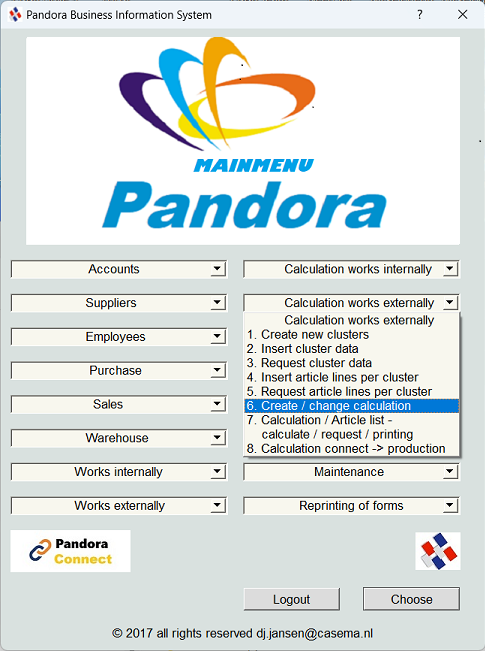 Pandora Business Information System
MAINMENU
Pandora
Accounts
Calculation works internally
Suppliers
Calculation works externally
Employees
Purchase
Sales
Warehouse
Calculation works externally
1. Create new clusters
2. Insert cluster data
3. Request cluster data
4. Insert article lines per cluster
5. Request article lines per cluster
6. Create / change calculation
7. Calculation / Article list -
calculate / request / printing
8. Calculation connect -> production
Works internally
Maintenance
Works externally
Reprinting of forms
Pandora
Connect
Logout
Choose
© 2017 all rights reserved dj.jansen@casema.nl